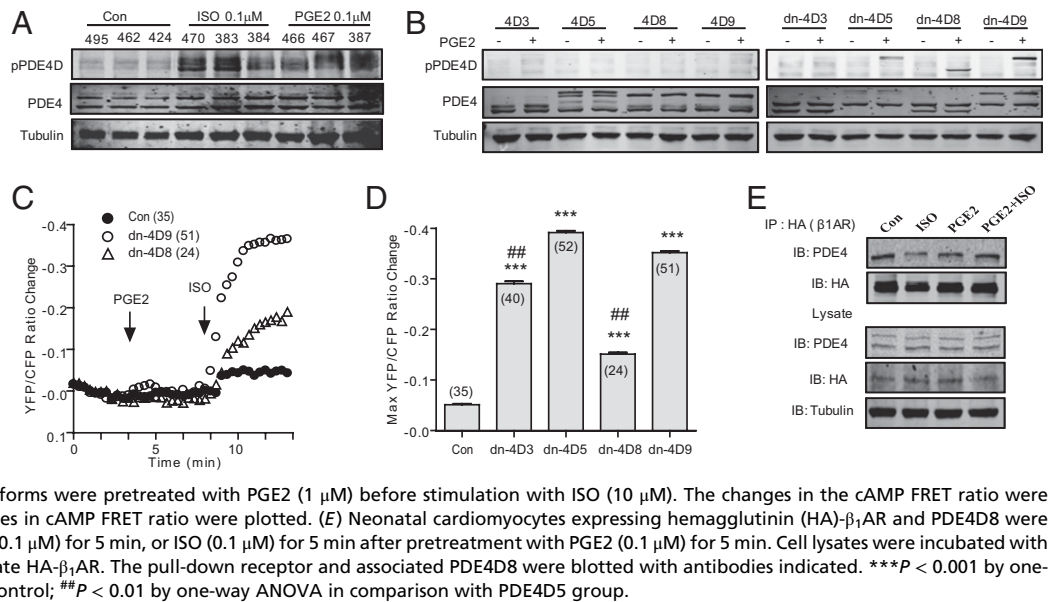 A
Con ISO 0.1µM PGE2 0.1µM
495 462 424 470 383 384 466 467 387
pPDE4D
PDE4
Tubulin
B
4D3 4D5 4D8 4D9 dn-4D3 dn-4D5 dn-4D8 dn-4D9
PGE2 - + - + - + - + - + - + - + - +
pPDE4D
PDE4
Tubulin
C
Con (35)
dn-4D9 (51)
dn-4D8 (24)
YFP/CFP Ratio Change
-0.4
-0.3
-0.2
-0.1
-0.0
0.1
PGE2
ISO
0 5 10
Time (min)
D
Max YFP/CFP Ratio Change
-0.4
-0.3
-0.2
-0.1
-0.0
(35)
##
***
(40)
***
(52)
##
***
(24)
***
(51)
Con dn-4D3 dn-4D5 dn-4D8 dn-4D9
E
IP : HA ( β1AR)
Con ISO PGE2 PGE2+ISO
IB: PDE4
IB: HA
Lysate
IB: PDE4
IB: HA
IB: Tubulin
forms were pretreated with PGE2 (1 µM) before stimulation with ISO (10 µM). The changes in the cAMP FRET ratio were
es in cAMP FRET ratio were plotted. (E) Neonatal cardiomyocytes expressing hemagglutinin (HA)-β₁AR and PDE4D8 were
0.1 µM) for 5 min, or ISO (0.1 µM) for 5 min after pretreatment with PGE2 (0.1 µM) for 5 min. Cell lysates were incubated with
ate HA-β₁AR. The pull-down receptor and associated PDE4D8 were blotted with antibodies indicated. ***P < 0.001 by one-
ontrol; ##P < 0.01 by one-way ANOVA in comparison with PDE4D5 group.